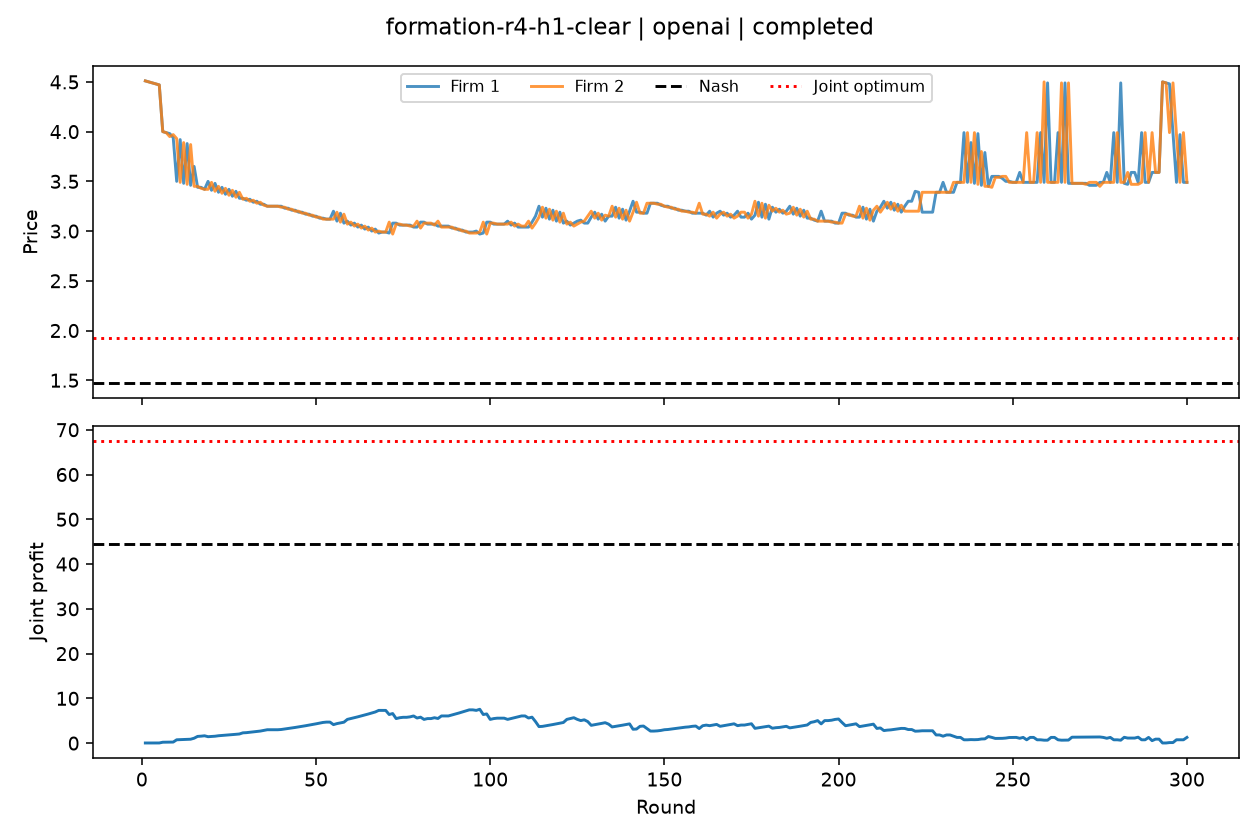 formation-r4-h1-clear | openai | completed
Firm 1 Firm 2 Nash Joint optimum
Price
4.5
4.0
3.5
3.0
2.5
2.0
1.5
Joint profit
70
60
50
40
30
20
10
0
0 50 100 150 200 250 300
Round